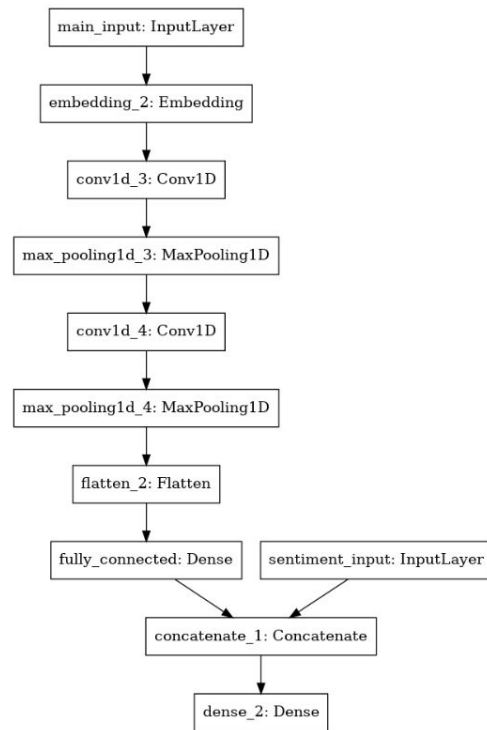 main_input: InputLayer
embedding_2: Embedding
conv1d_3: Conv1D
max_pooling1d_3: MaxPooling1D
conv1d_4: Conv1D
max_pooling1d_4: MaxPooling1D
flatten_2: Flatten
fully_connected: Dense
sentiment_input: InputLayer
concatenate_1: Concatenate
dense_2: Dense